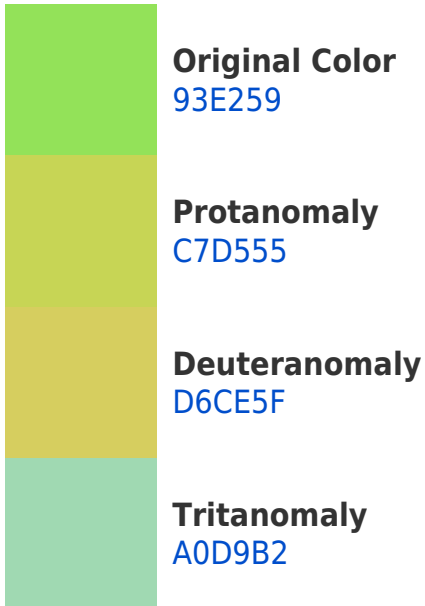 Original Color
93E259
Protanomaly
C7D555
Deuteranomaly
D6CE5F
Tritanomaly
A0D9B2